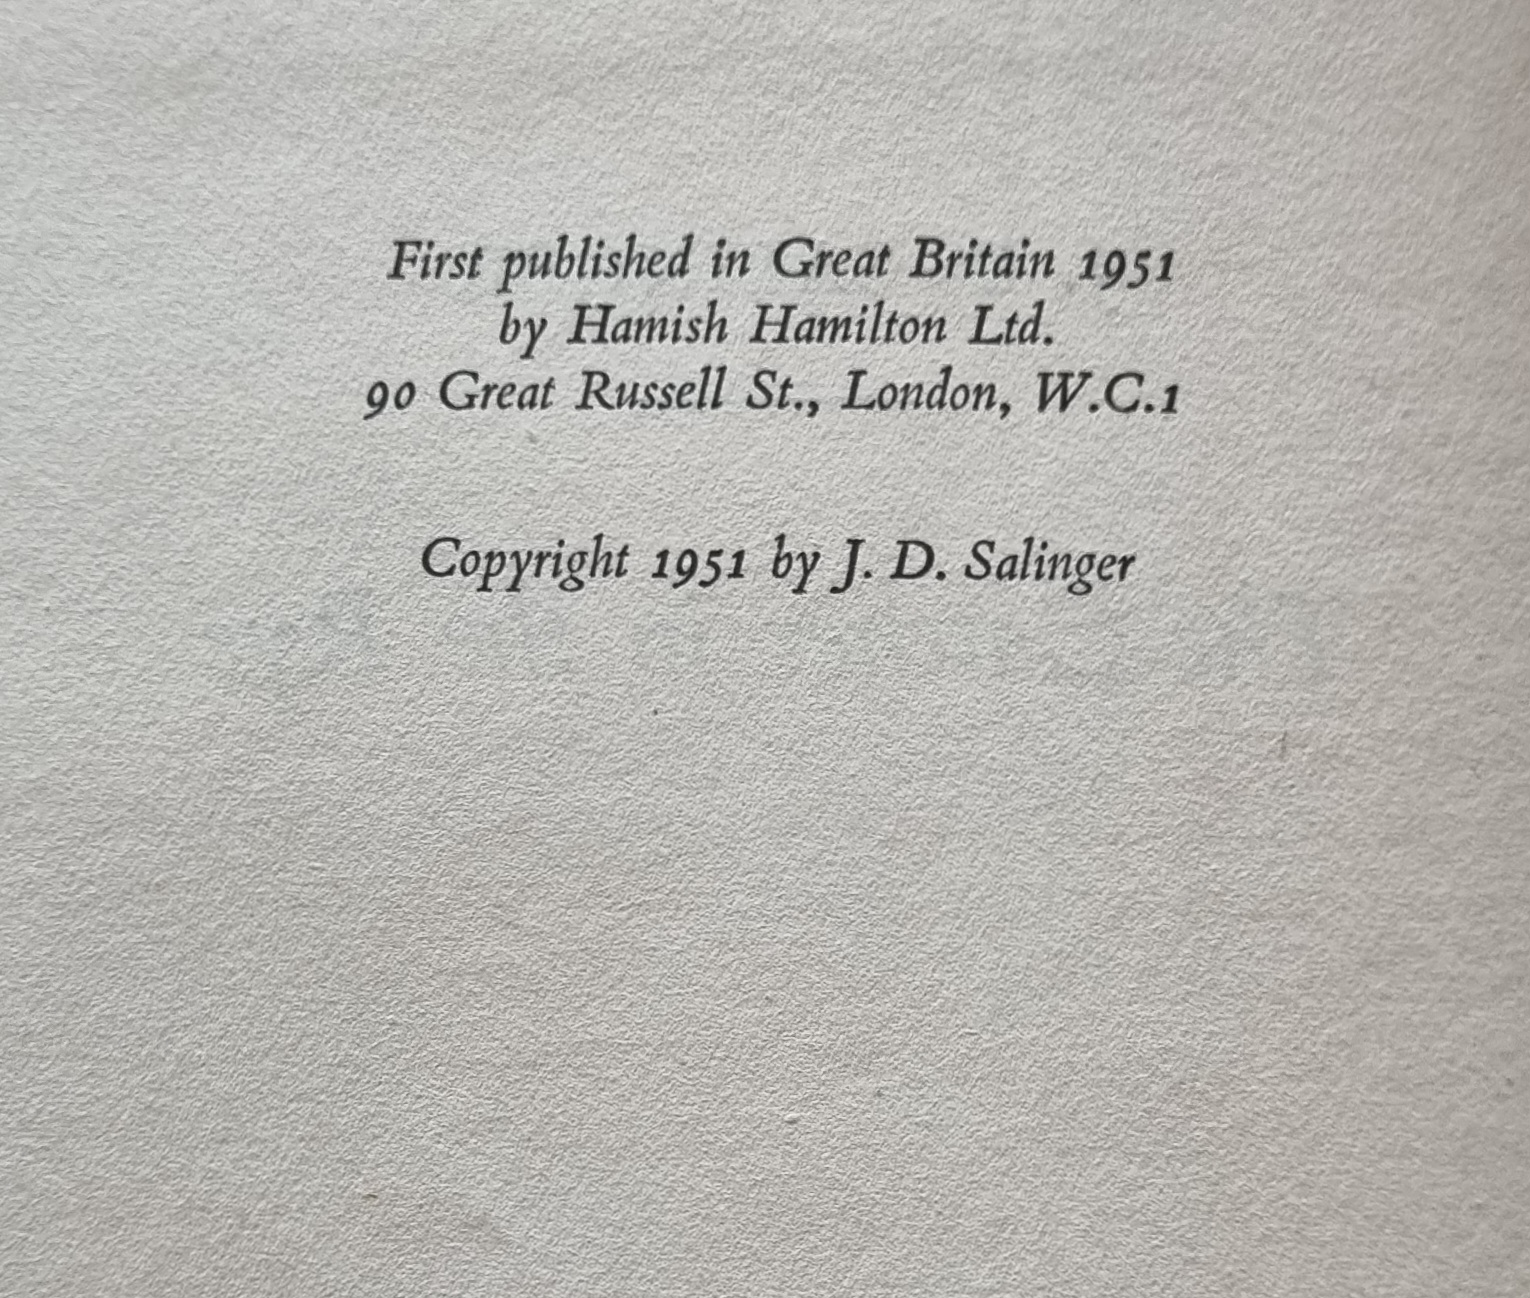 First published in Great Britain 1951
by Hamish Hamilton Ltd.
90 Great Russell St., London, W.C.1
Copyright 1951 by J. D. Salinger